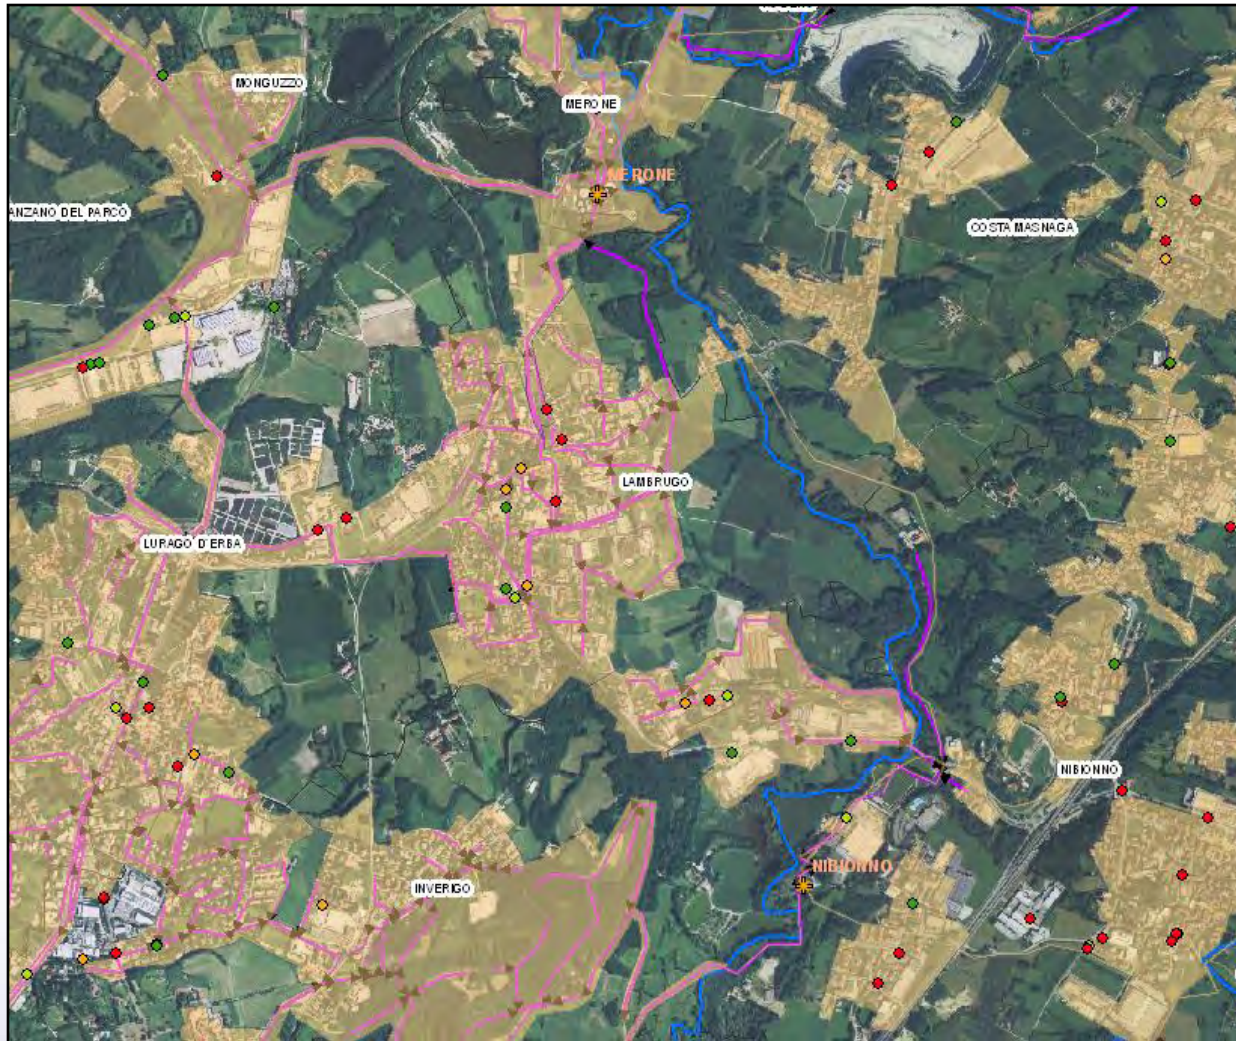 MONGUZZO
MERONE
MERONE
ANZANO DEL PARCO
COSTA MASNAGA
LAMBRUGO
LURAGO D'ERBA
NIBIONNO
NIBIONNO
INVERIGO